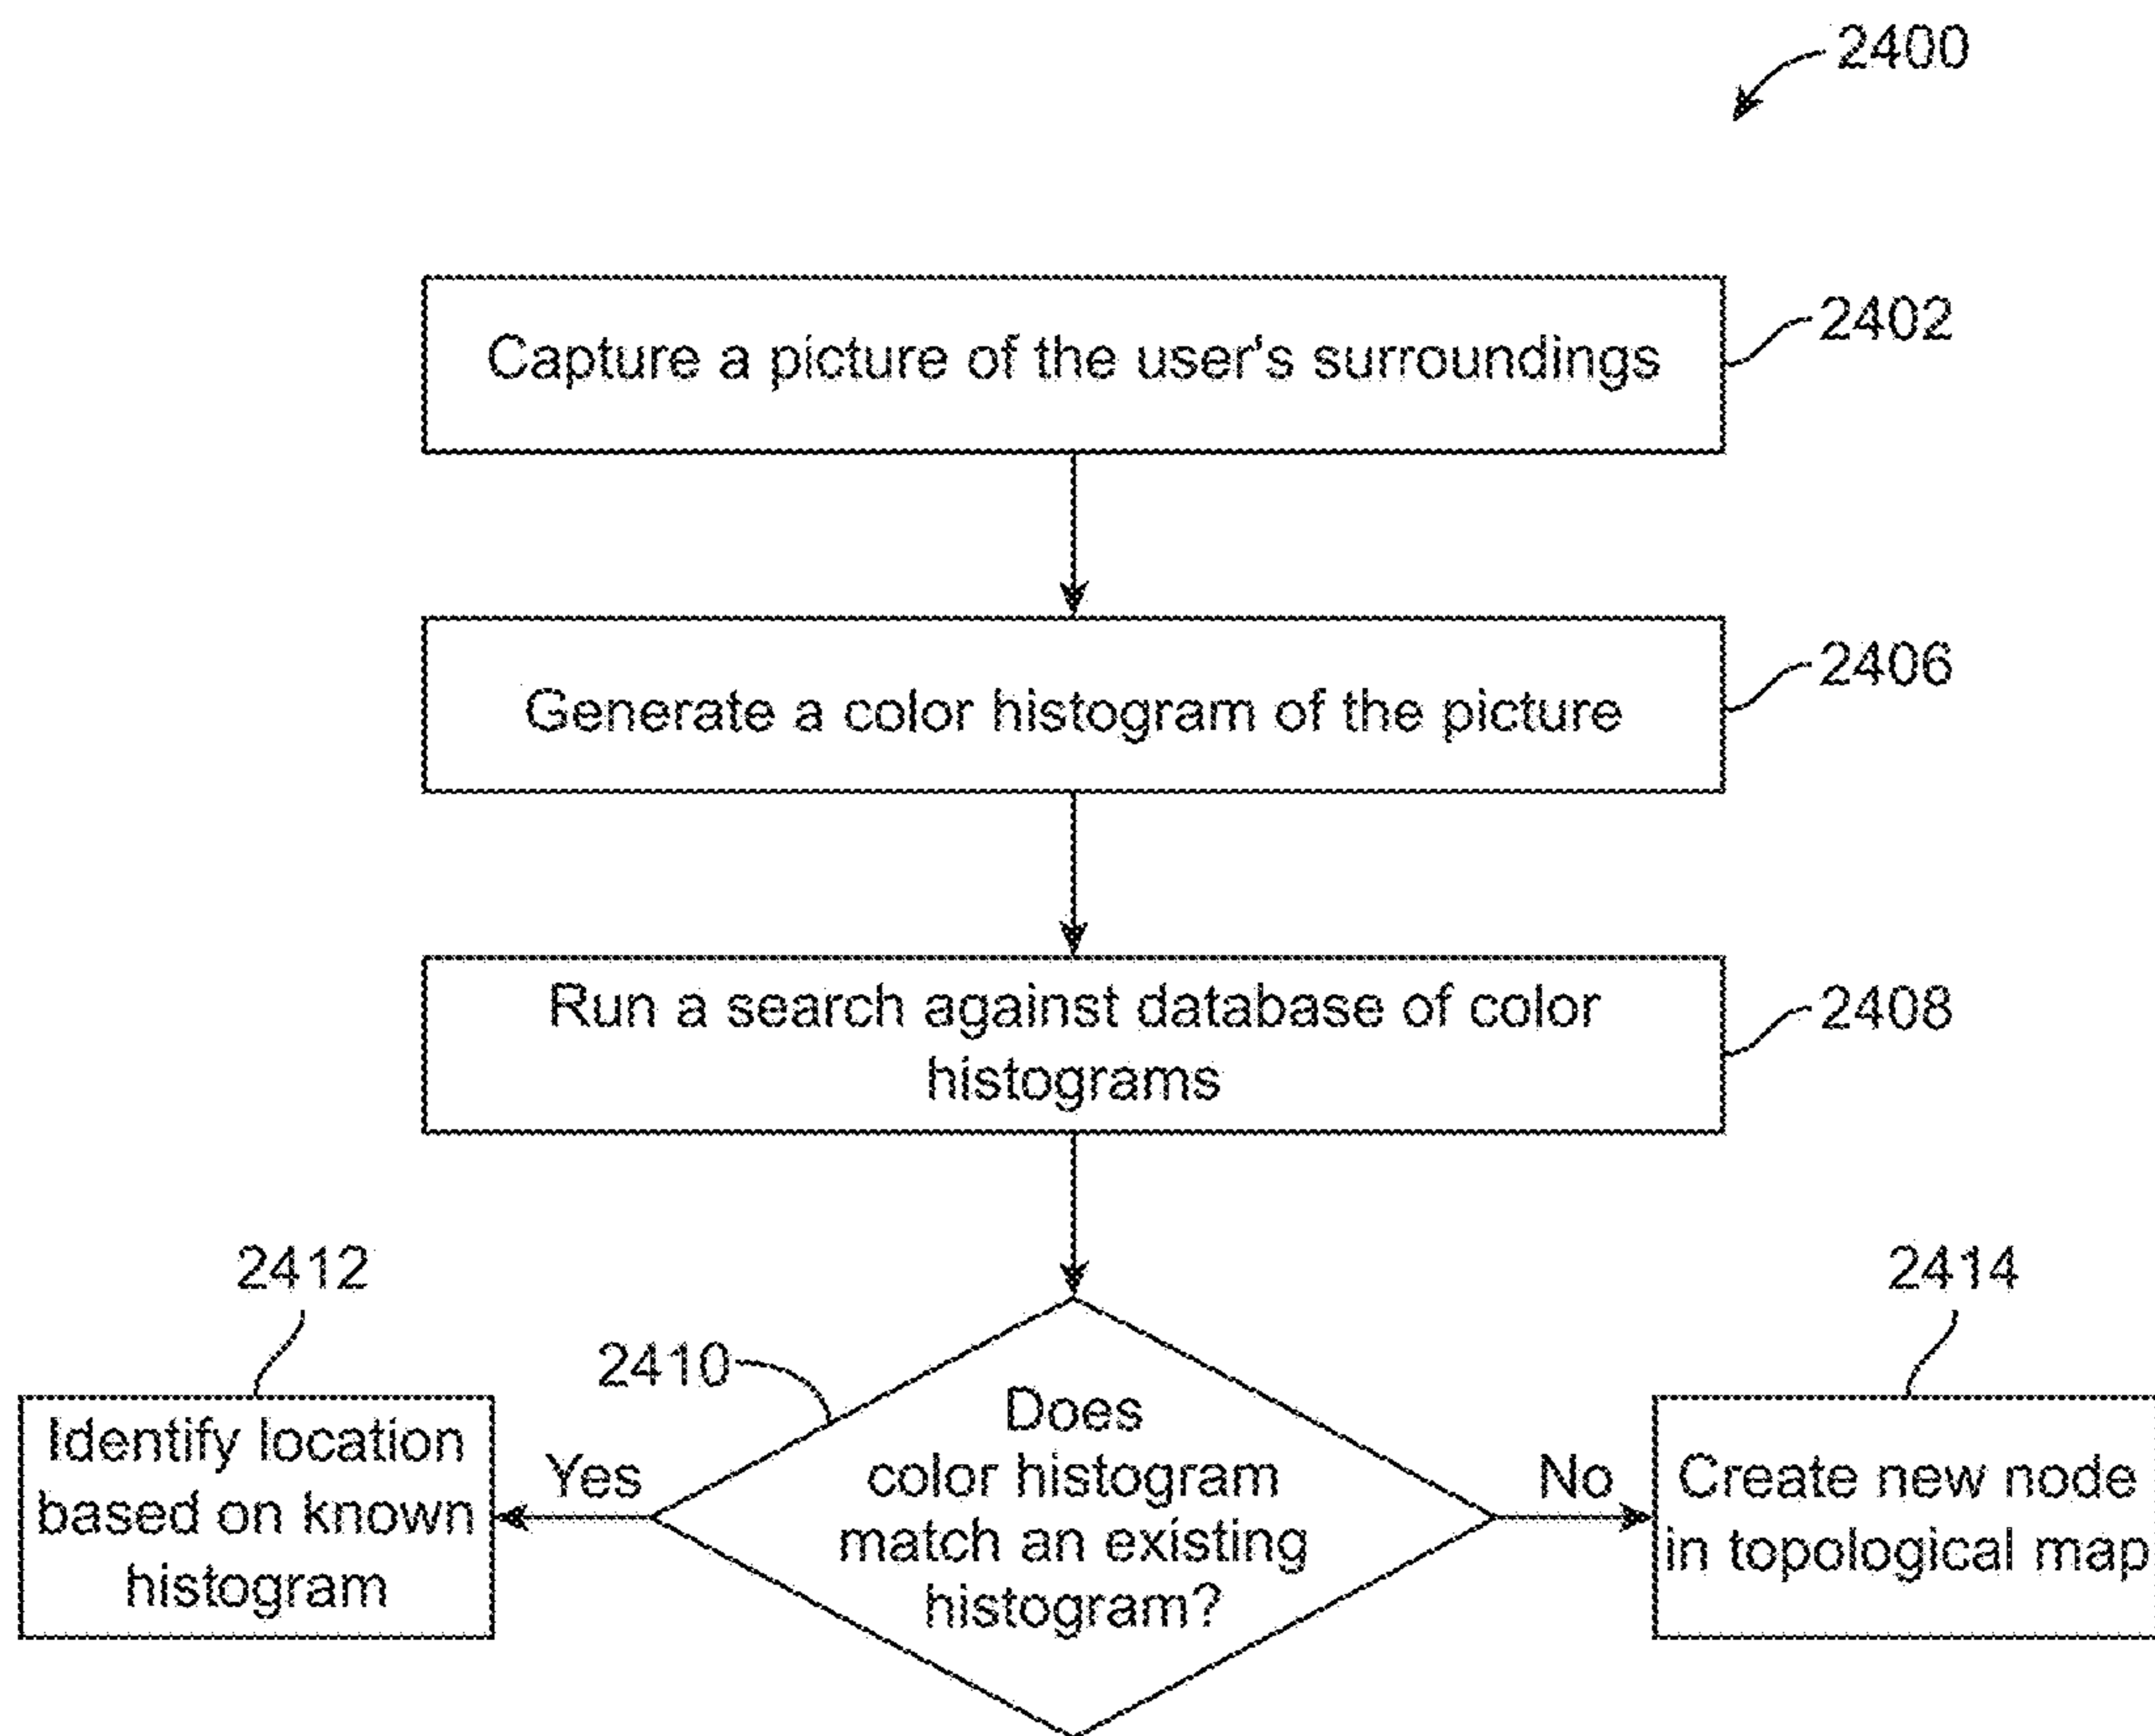 2400
Capture a picture of the user's surroundings
2402
Generate a color histogram of the picture
2406
Run a search against database of color
histograms
2408
2412
2414
2410
Identify location
based on known
histogram
Yes
Does
color histogram
match an existing
histogram?
No
Create new node
in topological map